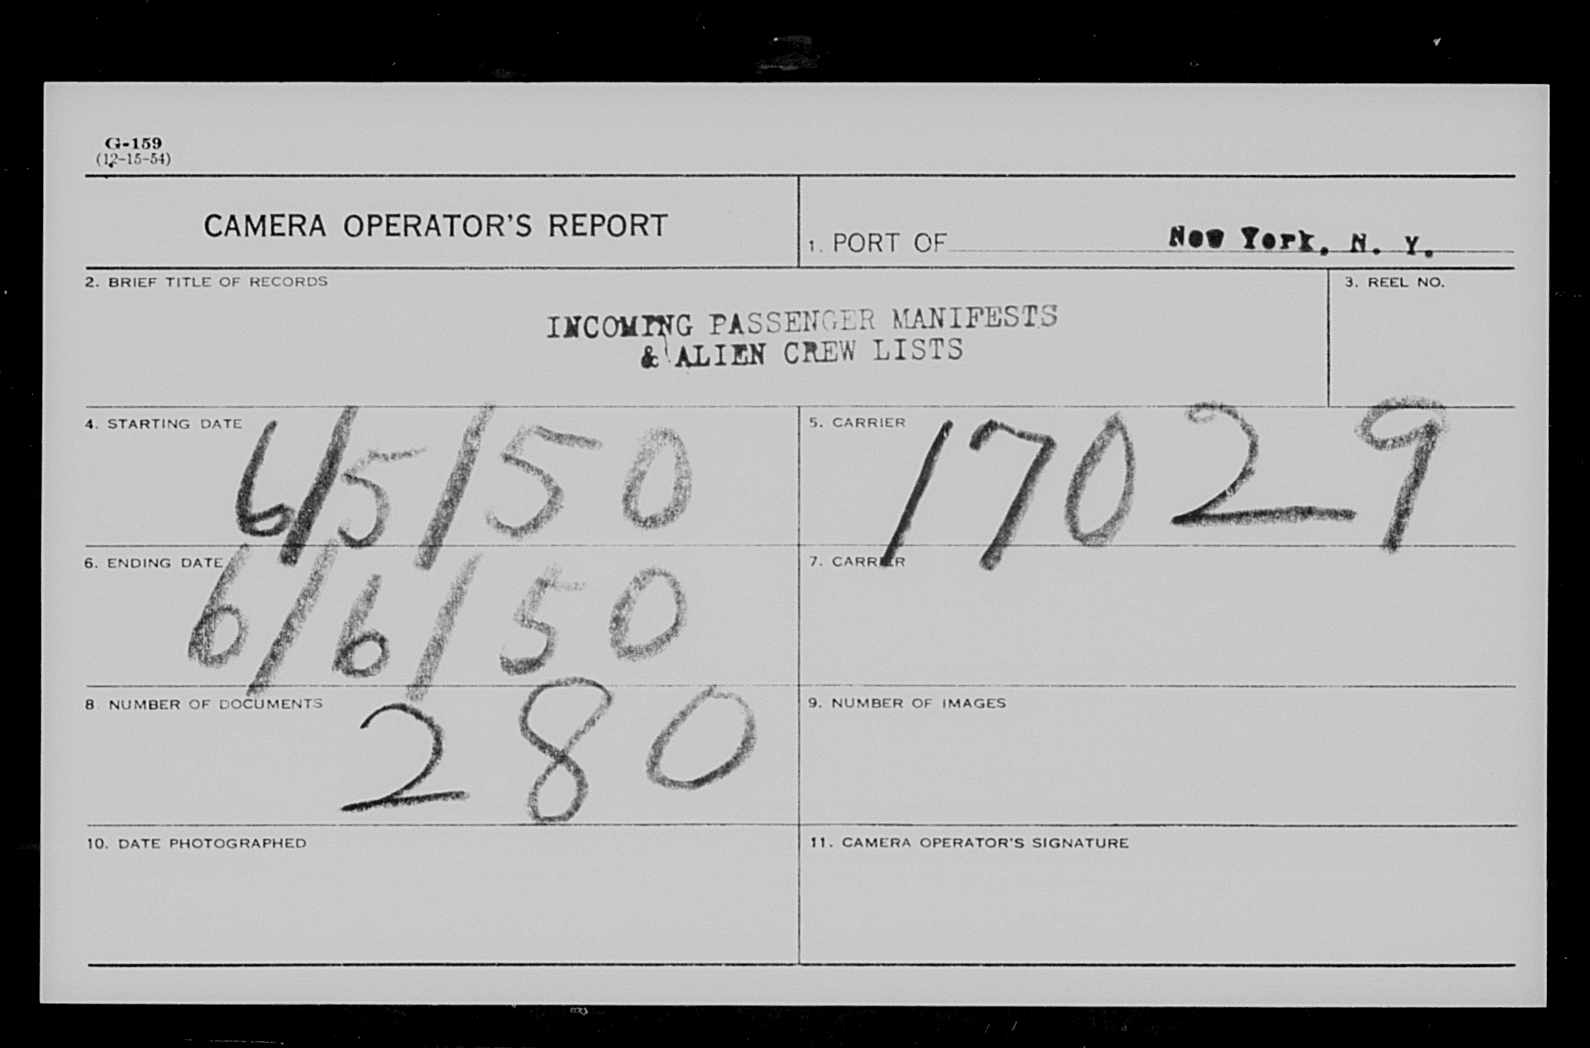 G-159
(12-15-54)
CAMERA OPERATOR'S REPORT
1. PORT OF New York, N. Y.
2. BRIEF TITLE OF RECORDS
INCOMING PASSENGER MANIFESTS
& ALIEN CREW LISTS
3. REEL NO.
4. STARTING DATE
6/5/50
5. CARRIER
17029
6. ENDING DATE
6/6/50
7. CARRIER
8. NUMBER OF DOCUMENTS
280
9. NUMBER OF IMAGES
10. DATE PHOTOGRAPHED
11. CAMERA OPERATOR'S SIGNATURE